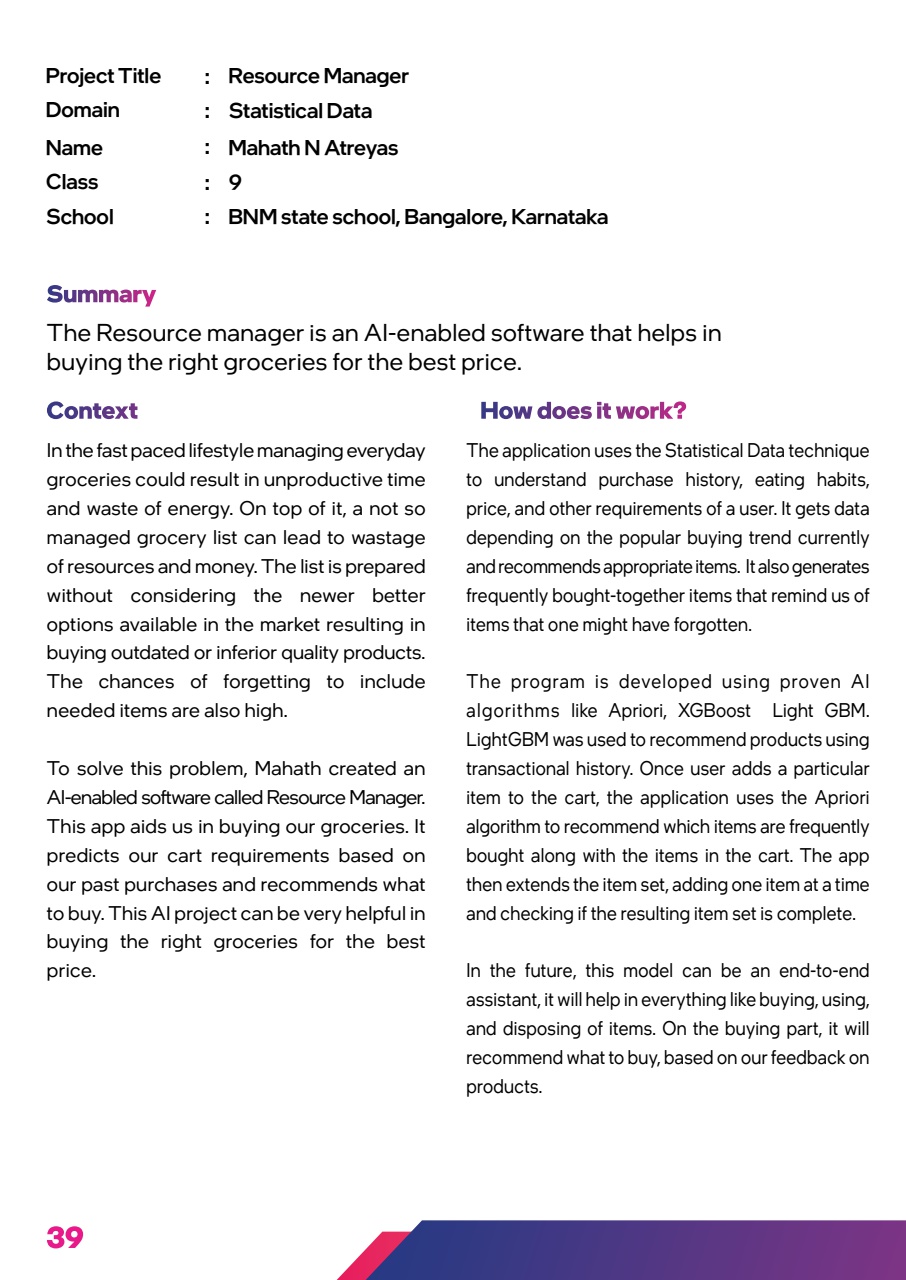 Project Title : Resource Manager
Domain : Statistical Data
Name : Mahath N Atreyas
Class : 9
School : BNM state school, Bangalore, Karnataka
Summary
The Resource manager is an AI-enabled software that helps in
buying the right groceries for the best price.
Context
In the fast paced lifestyle managing everyday
groceries could result in unproductive time
and waste of energy. On top of it, a not so
managed grocery list can lead to wastage
of resources and money. The list is prepared
without considering the newer better
options available in the market resulting in
buying outdated or inferior quality products.
The chances of forgetting to include
needed items are also high.
To solve this problem, Mahath created an
AI-enabled software called Resource Manager.
This app aids us in buying our groceries. It
predicts our cart requirements based on
our past purchases and recommends what
to buy. This AI project can be very helpful in
buying the right groceries for the best
price.
How does it work?
The application uses the Statistical Data technique
to understand purchase history, eating habits,
price, and other requirements of a user. It gets data
depending on the popular buying trend currently
and recommends appropriate items. It also generates
frequently bought-together items that remind us of
items that one might have forgotten.
The program is developed using proven AI
algorithms like Apriori, XGBoost Light GBM.
LightGBM was used to recommend products using
transactional history. Once user adds a particular
item to the cart, the application uses the Apriori
algorithm to recommend which items are frequently
bought along with the items in the cart. The app
then extends the item set, adding one item at a time
and checking if the resulting item set is complete.
In the future, this model can be an end-to-end
assistant, it will help in everything like buying, using,
and disposing of items. On the buying part, it will
recommend what to buy, based on our feedback on
products.
39